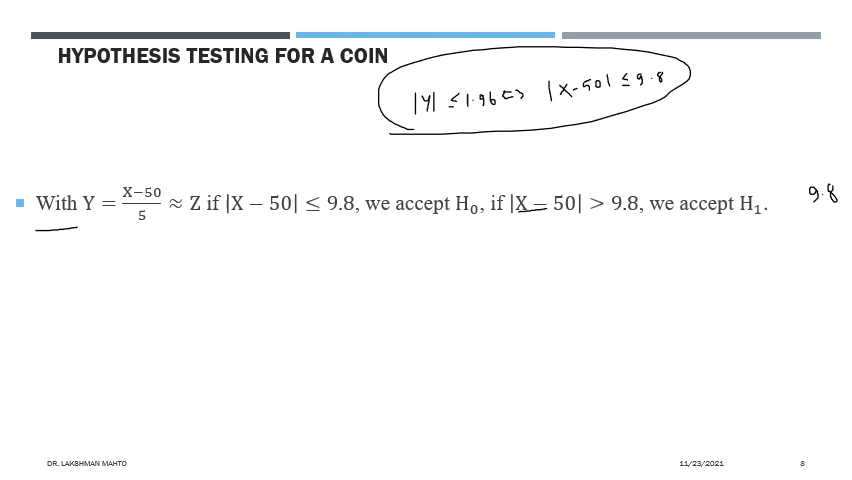 HYPOTHESIS TESTING FOR A COIN
|Y| ≤ 1.96 ⇔ |X-50| ≤ 9.8
With Y = X−50/5 ≈ Z if |X − 50| ≤ 9.8, we accept H₀, if |X − 50| > 9.8, we accept H₁.
9.8
DR. LAKSHMAN MAHTO
11/23/2021
8